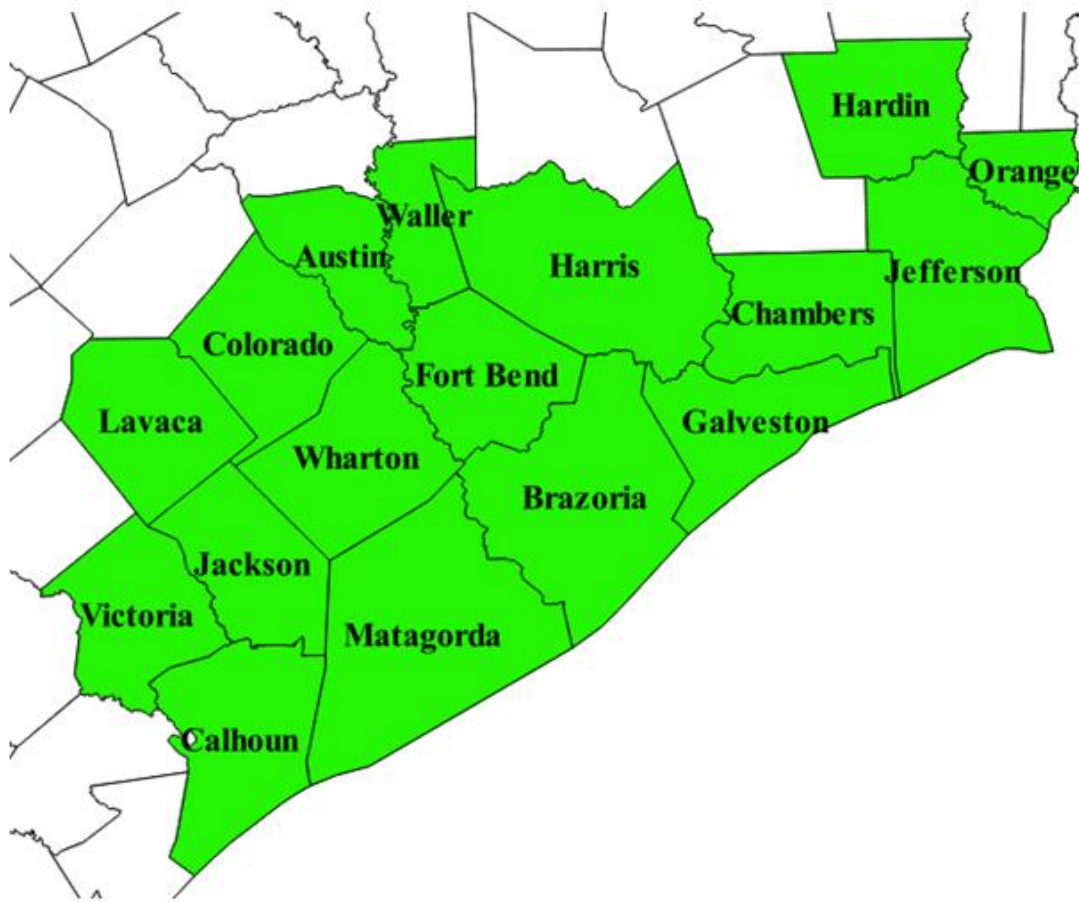 Hardin
Orange
Waller
Austin
Harris
Jefferson
Chambers
Colorado
Fort Bend
Lavaca
Galveston
Wharton
Brazoria
Jackson
Victoria
Matagorda
Calhoun